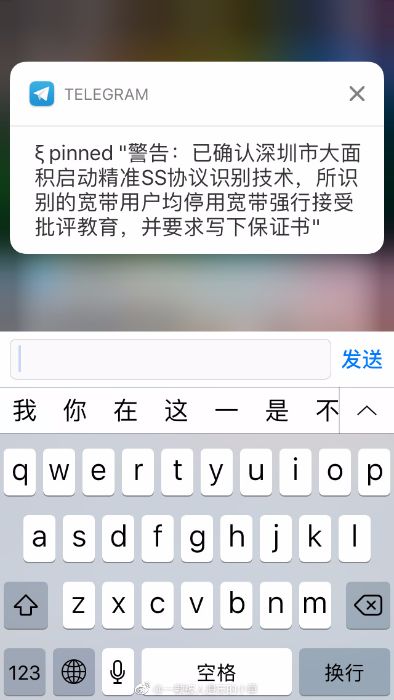 TELEGRAM
ξ pinned "警告：已确认深圳市大面
积启动精准SS协议识别技术，所识
别的宽带用户均停用宽带强行接受
批评教育，并要求写下保证书"
发送
我 你 在 这 一 是 不
q w e r t y u i o p
a s d f g h j k l
z x c v b n m
123 空格 换行